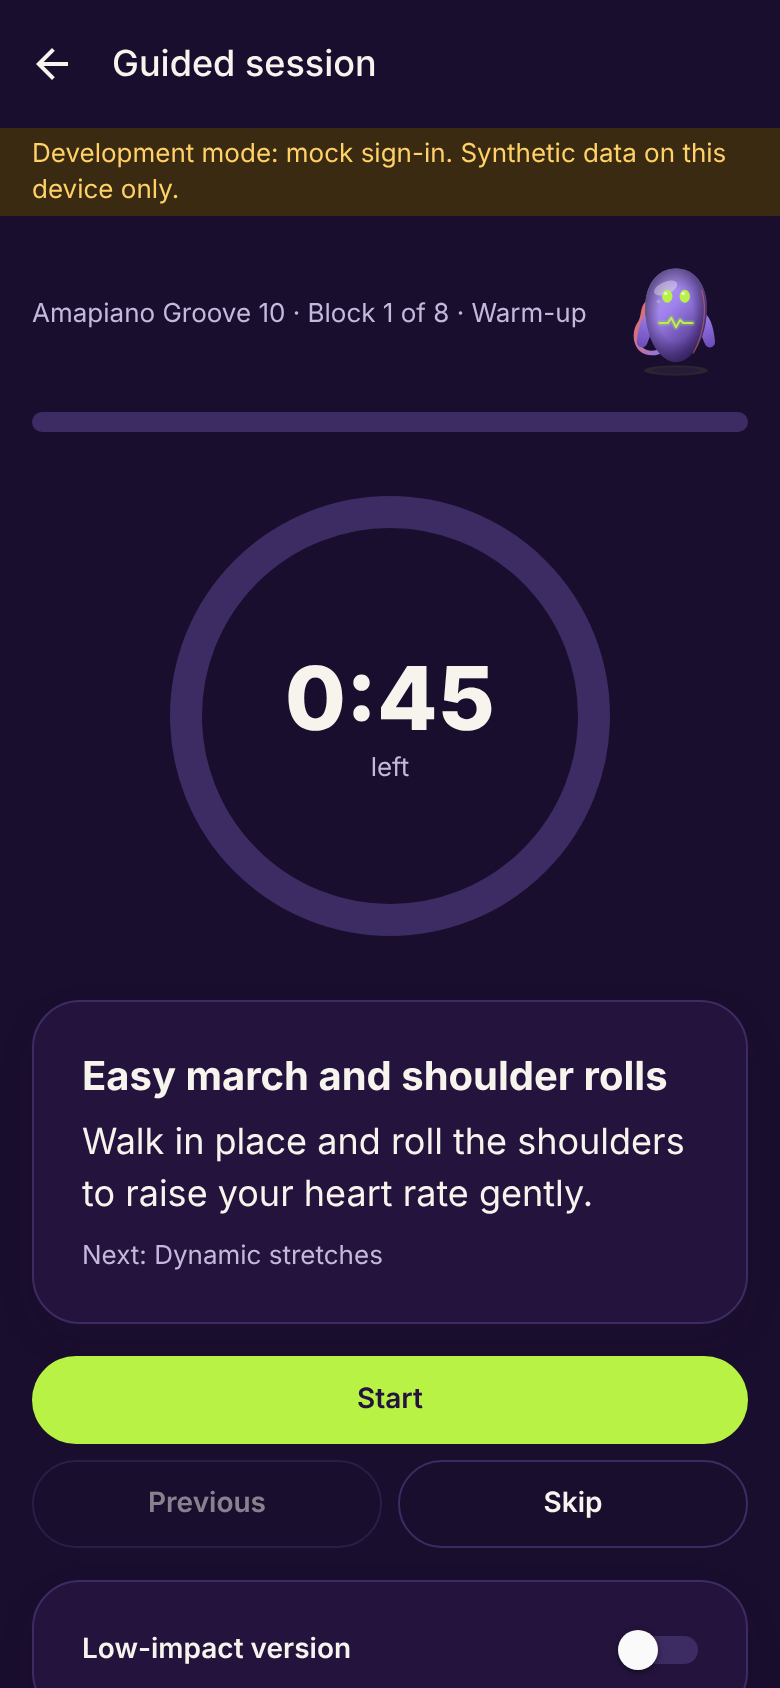 Guided session
Development mode: mock sign-in. Synthetic data on this
device only.
Amapiano Groove 10 · Block 1 of 8 · Warm-up
0:45
left
Easy march and shoulder rolls
Walk in place and roll the shoulders
to raise your heart rate gently.
Next: Dynamic stretches
Start
Previous
Skip
Low-impact version